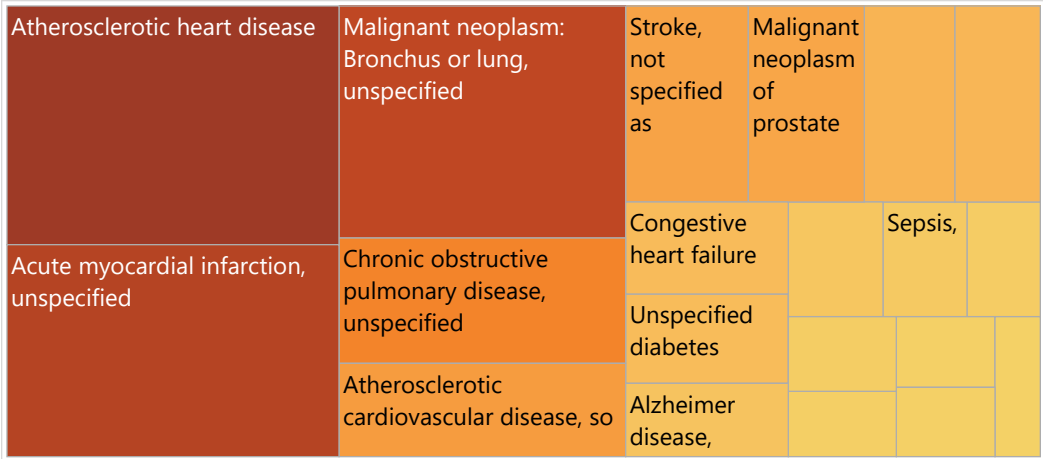 Atherosclerotic heart disease
Acute myocardial infarction,
unspecified
Malignant neoplasm:
Bronchus or lung,
unspecified
Chronic obstructive
pulmonary disease,
unspecified
Atherosclerotic
cardiovascular disease, so
Stroke,
not
specified
as
Malignant
neoplasm
of
prostate
Congestive
heart failure
Unspecified
diabetes
Alzheimer
disease,
Sepsis,